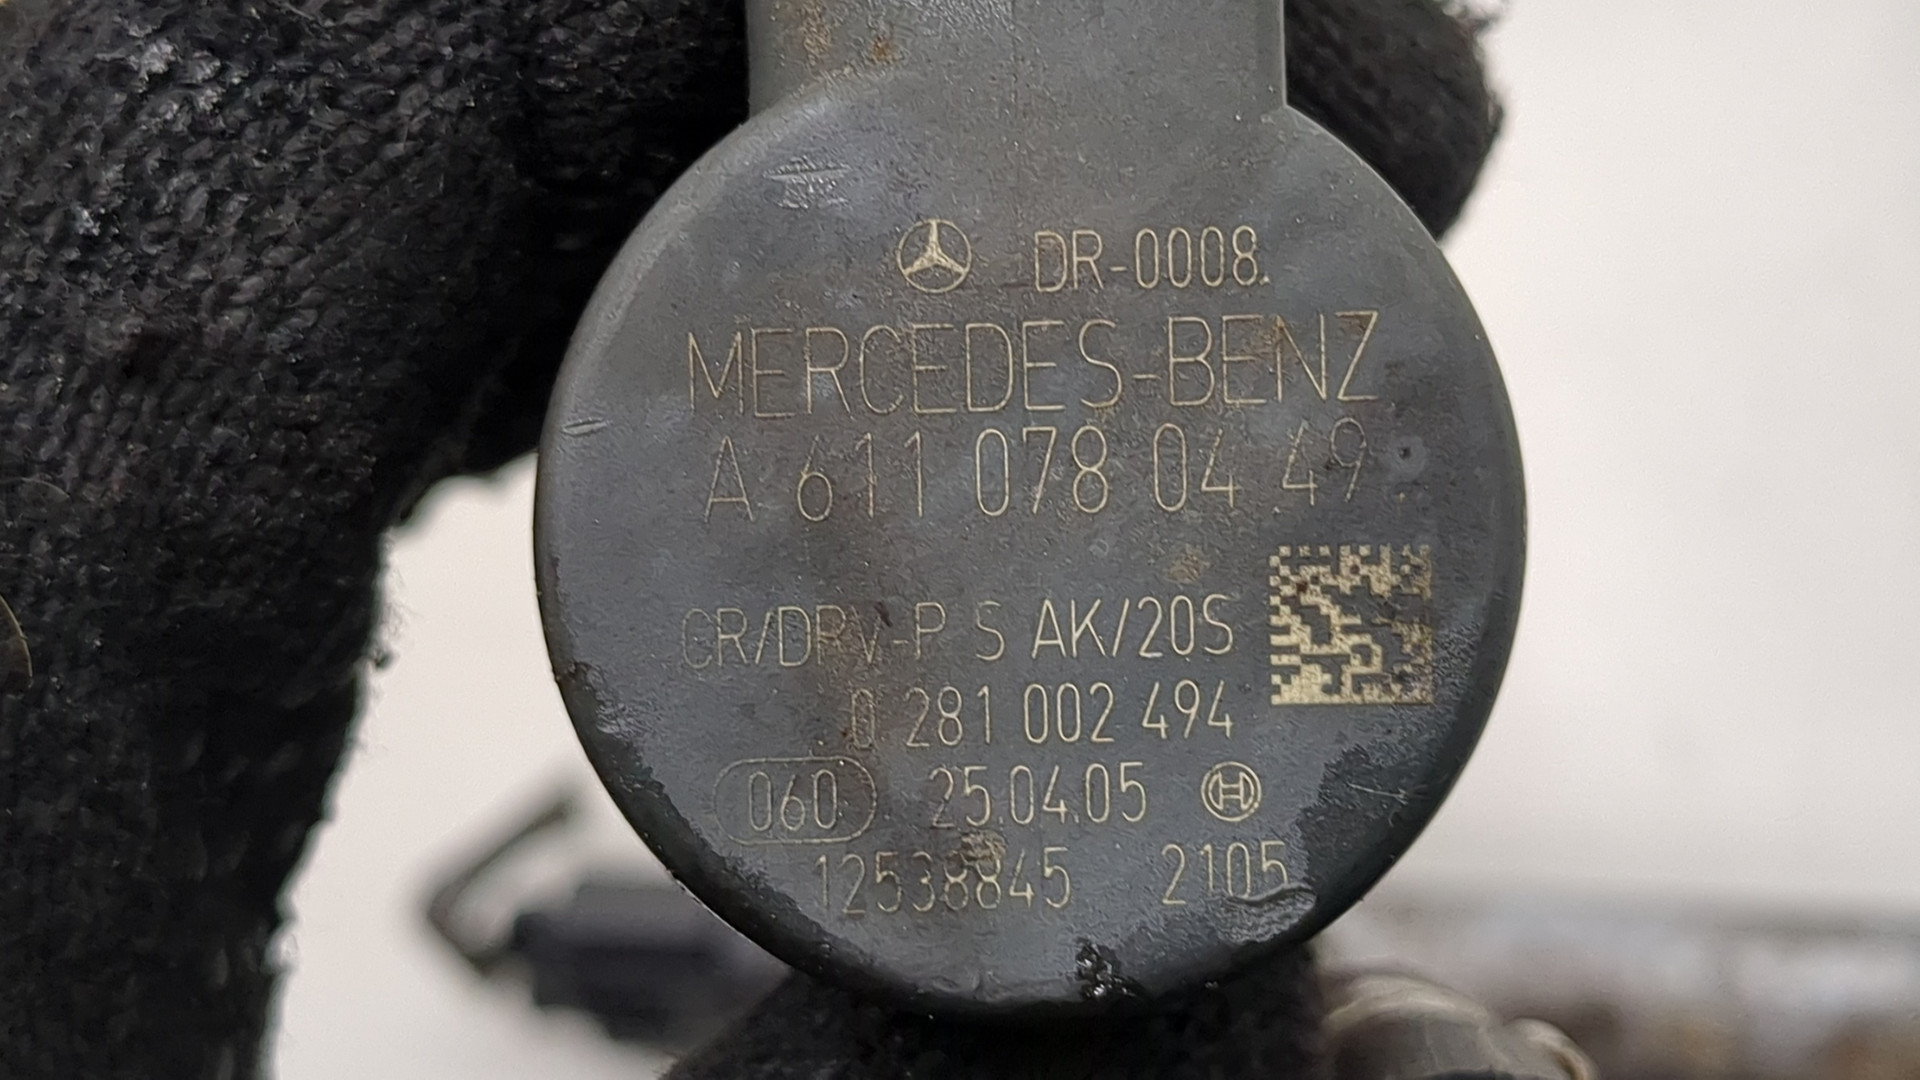 DR-0008.
MERCEDES-BENZ
A 611 078 04 49
CR/DRV-P S AK/20S
0 281 002 494
060 25.04.05
12538845 2105